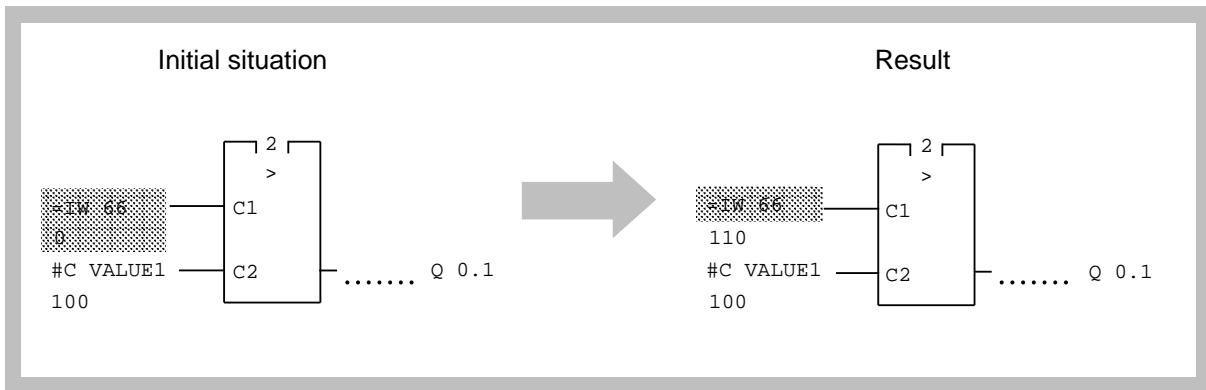 Initial situation
2
>
=IW 66
C1
0
#C VALUE1
C2
....... Q 0.1
100
Result
2
>
=IW 66
C1
110
#C VALUE1
C2
....... Q 0.1
100